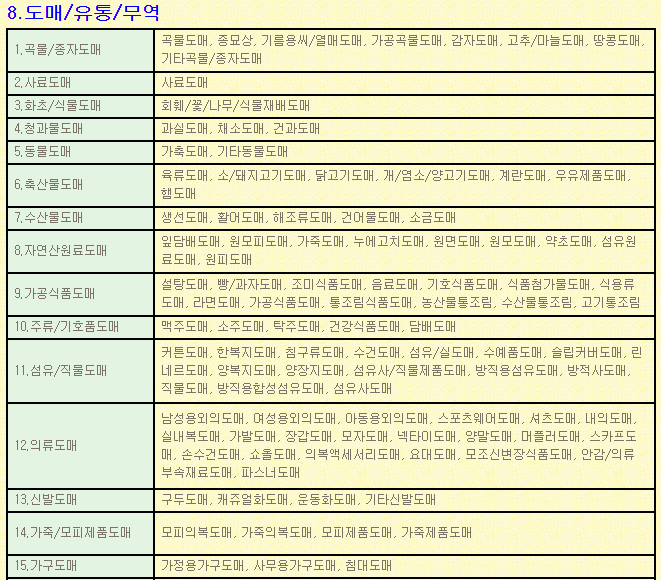 8.도매/유통/무역
1.곡물/종자도매
곡물도매, 종묘상, 기름용씨/열매도매, 가공곡물도매, 감자도매, 고추/마늘도매, 땅콩도매,
기타곡물/종자도매
2.사료도매
사료도매
3.화초/식물도매
회훼/꽃/나무/식물재배도매
4.청과물도매
과실도매, 채소도매, 건과도매
5.동물도매
가축도매, 기타동물도매
6.축산물도매
육류도매, 소/돼지고기도매, 닭고기도매, 개/염소/양고기도매, 계란도매, 우유제품도매,
햄도매
7.수산물도매
생선도매, 활어도매, 해조류도매, 건어물도매, 소금도매
8.자연산원료도매
잎담배도매, 원모피도매, 가죽도매, 누에고치도매, 원면도매, 원모도매, 약초도매, 섬유원
료도매, 원피도매
9.가공식품도매
설탕도매, 빵/과자도매, 조미식품도매, 음료도매, 기호식품도매, 식품첨가물도매, 식용류
도매, 라면도매, 가공식품도매, 통조림식품도매, 농산물통조림, 수산물통조림, 고기통조림
10.주류/기호품도매
맥주도매, 소주도매, 탁주도매, 건강식품도매, 담배도매
11.섬유/직물도매
커튼도매, 한복지도매, 침구류도매, 수건도매, 섬유/실도매, 수예품도매, 슬립커버도매, 린
네르도매, 양복지도매, 양장지도매, 섬유사/직물제품도매, 방직용섬유도매, 방적사도매,
직물도매, 방직용합성섬유도매, 섬유사도매
12.의류도매
남성용외의도매, 여성용외의도매, 아동용외의도매, 스포츠웨어도매, 셔츠도매, 내의도매,
실내복도매, 가발도매, 장갑도매, 모자도매, 넥타이도매, 양말도매, 머플러도매, 스카프도
매, 손수건도매, 쇼올도매, 의복액세서리도매, 요대도매, 모조신변장식품도매, 안감/의류
부속재료도매, 파스너도매
13.신발도매
구두도매, 캐쥬얼화도매, 운동화도매, 기타신발도매
14.가죽/모피제품도매
모피의복도매, 가죽의복도매, 모피제품도매, 가죽제품도매
15.가구도매
가정용가구도매, 사무용가구도매, 침대도매